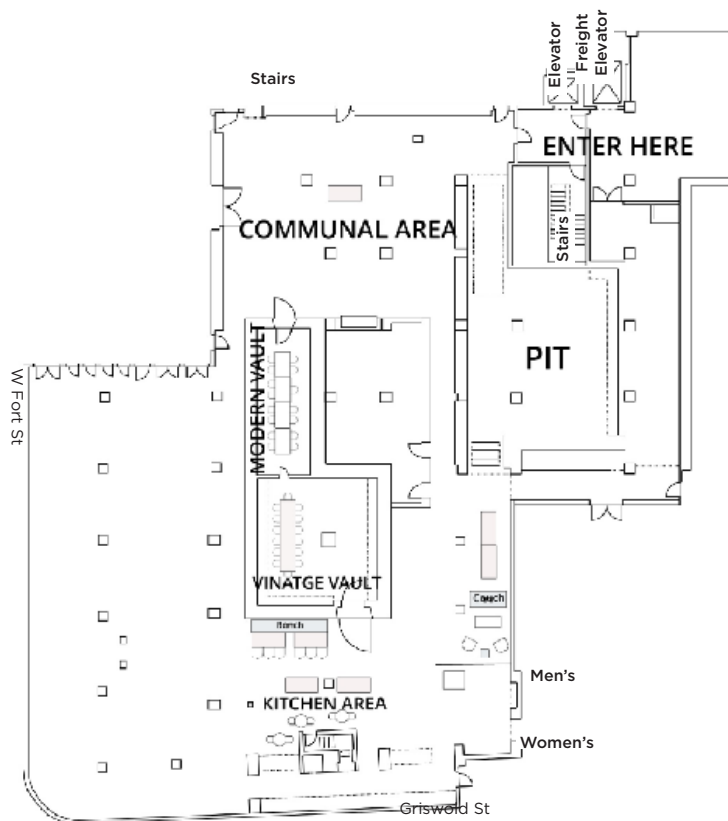 Elevator
Freight
Elevator
Stairs
ENTER HERE
COMMUNAL AREA
Stairs
PIT
MODERN VAULT
W Fort St
VINATGE VAULT
Couch
Bench
Men's
KITCHEN AREA
Women's
Griswold St